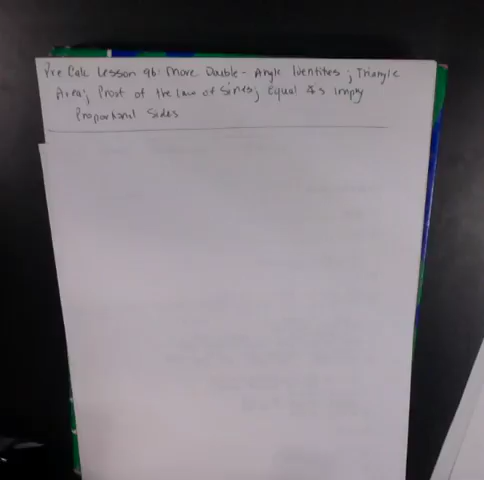 Pre Calc Lesson 96: More Double-Angle Identites; Triangle
Area; Proof of the Law of Sines; Equal ∡'s Imply
Proportional Sides